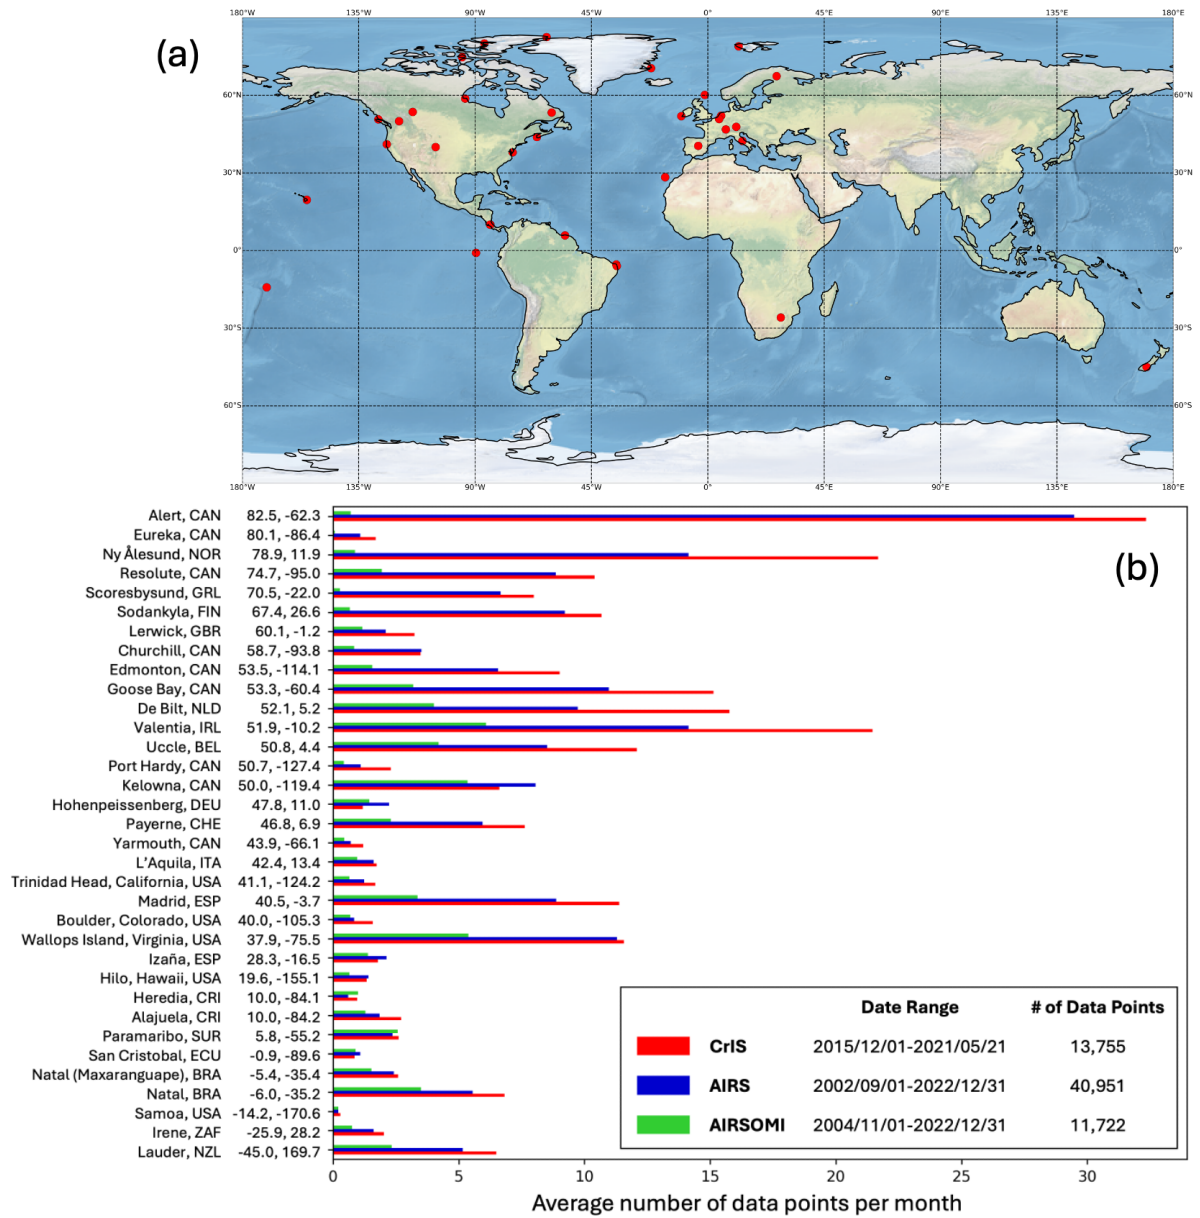 180°W 135°W 90°W 45°W 0° 45°E 90°E 135°E 180°E
(a)
60°N 60°N
30°N 30°N
0° 0°
30°S 30°S
60°S 60°S
180°W 135°W 90°W 45°W 0° 45°E 90°E 135°E 180°E
(b)
Alert, CAN 82.5, -62.3
Eureka, CAN 80.1, -86.4
Ny Ålesund, NOR 78.9, 11.9
Resolute, CAN 74.7, -95.0
Scoresbysund, GRL 70.5, -22.0
Sodankyla, FIN 67.4, 26.6
Lerwick, GBR 60.1, -1.2
Churchill, CAN 58.7, -93.8
Edmonton, CAN 53.5, -114.1
Goose Bay, CAN 53.3, -60.4
De Bilt, NLD 52.1, 5.2
Valentia, IRL 51.9, -10.2
Uccle, BEL 50.8, 4.4
Port Hardy, CAN 50.7, -127.4
Kelowna, CAN 50.0, -119.4
Hohenpeissenberg, DEU 47.8, 11.0
Payerne, CHE 46.8, 6.9
Yarmouth, CAN 43.9, -66.1
L’Aquila, ITA 42.4, 13.4
Trinidad Head, California, USA 41.1, -124.2
Madrid, ESP 40.5, -3.7
Boulder, Colorado, USA 40.0, -105.3
Wallops Island, Virginia, USA 37.9, -75.5
Izaña, ESP 28.3, -16.5
Hilo, Hawaii, USA 19.6, -155.1
Heredia, CRI 10.0, -84.1
Alajuela, CRI 10.0, -84.2
Paramaribo, SUR 5.8, -55.2
San Cristobal, ECU -0.9, -89.6
Natal (Maxaranguape), BRA -5.4, -35.4
Natal, BRA -6.0, -35.2
Samoa, USA -14.2, -170.6
Irene, ZAF -25.9, 28.2
Lauder, NZL -45.0, 169.7
Date Range # of Data Points
CrIS 2015/12/01-2021/05/21 13,755
AIRS 2002/09/01-2022/12/31 40,951
AIRSOMI 2004/11/01-2022/12/31 11,722
0 5 10 15 20 25 30
Average number of data points per month